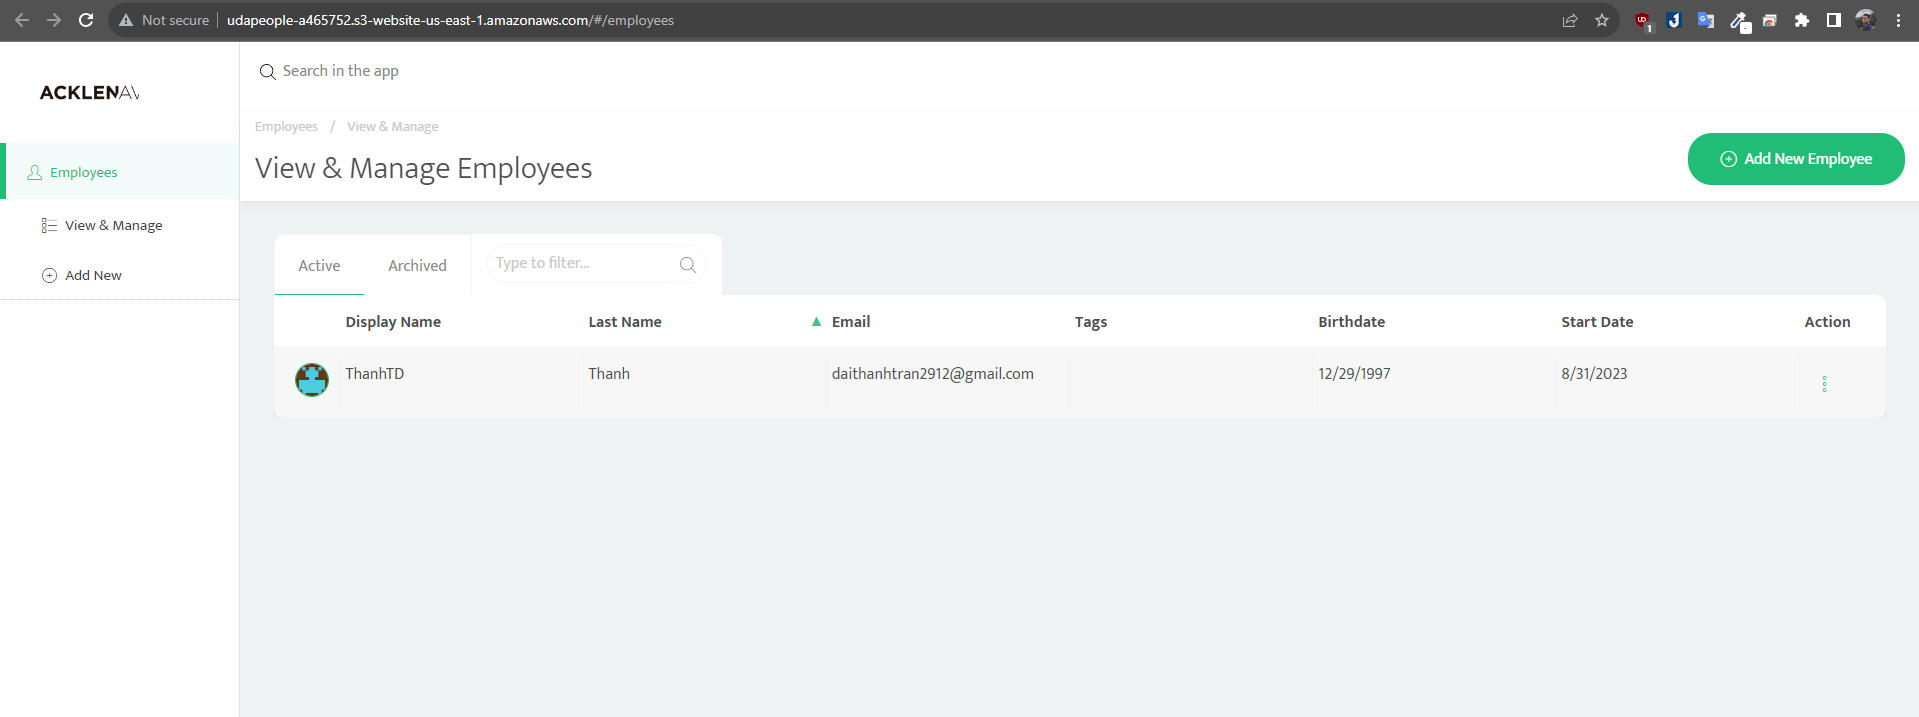 Not secure udapeople-a465752.s3-website-us-east-1.amazonaws.com/#/employees
1
ACKLENAV
Search in the app
Employees / View & Manage
View & Manage Employees
Add New Employee
Employees
View & Manage
Add New
Active Archived Type to filter...
Display Name Last Name ▲ Email Tags Birthdate Start Date Action
ThanhTD Thanh daithanhtran2912@gmail.com 12/29/1997 8/31/2023